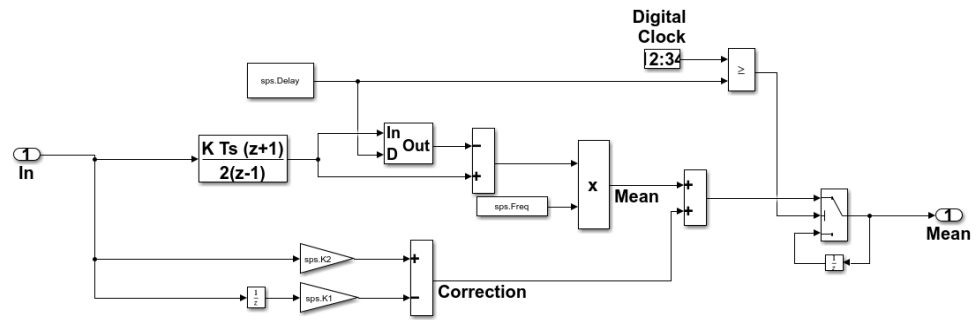 Digital
Clock
12:34
≥
sps.Delay
In
D
Out
−
+
K Ts (z+1)
2(z-1)
1
In
sps.Freq
x
Mean
+
+
1
Mean
1
z
sps.K2
+
−
Correction
1
z
sps.K1